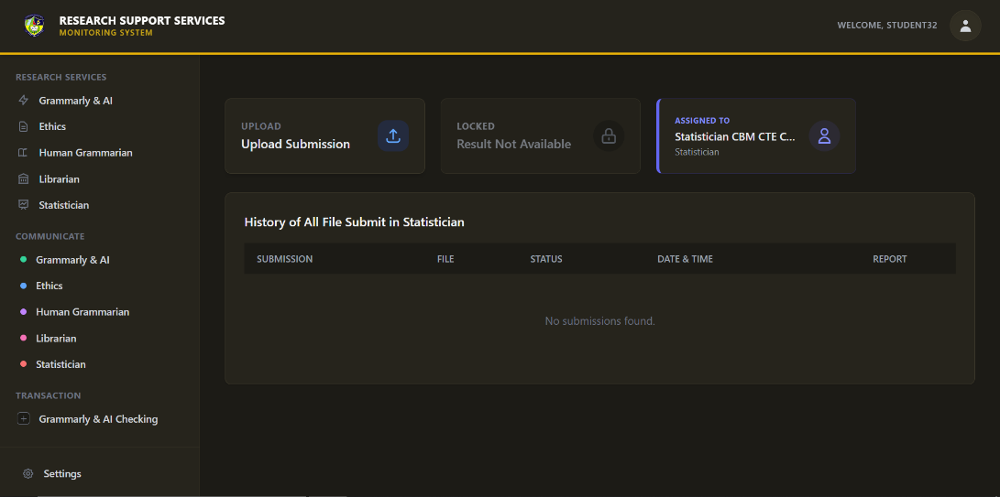 RESEARCH SUPPORT SERVICES
MONITORING SYSTEM
WELCOME, STUDENT32
RESEARCH SERVICES
Grammarly & AI
Ethics
Human Grammarian
Librarian
Statistician
COMMUNICATE
Grammarly & AI
Ethics
Human Grammarian
Librarian
Statistician
TRANSACTION
Grammarly & AI Checking
Settings
UPLOAD
Upload Submission
LOCKED
Result Not Available
ASSIGNED TO
Statistician CBM CTE C...
Statistician
History of All File Submit in Statistician
SUBMISSION FILE STATUS DATE & TIME REPORT
No submissions found.